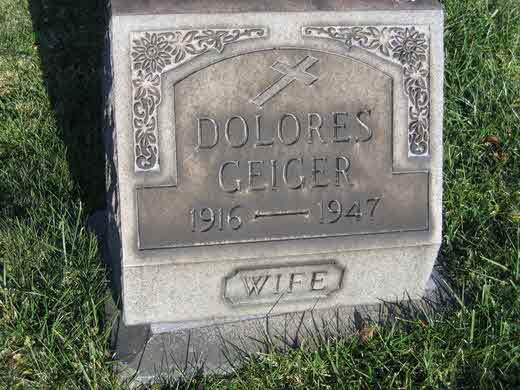 DOLORES
GEIGER
1916 — 1947
WIFE